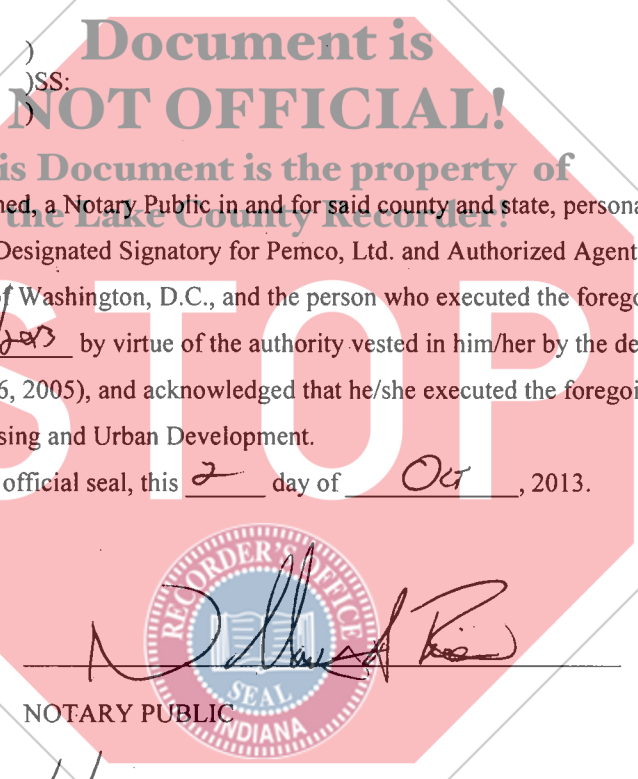 Document is
)
)SS:
NOT OFFICIAL!
)
is Document is the property of
ned, a Notary Public in and for said county and state, persona
the Lake County Recorder!
Designated Signatory for Pemco, Ltd. and Authorized Agent
of Washington, D.C., and the person who executed the forego
by virtue of the authority vested in him/her by the de
6, 2005), and acknowledged that he/she executed the foregoi
sing and Urban Development.
official seal, this 2 day of Oct, 2013.
STOP
RECORDER'S OFFICE
SEAL
INDIANA
NOTARY PUBLIC